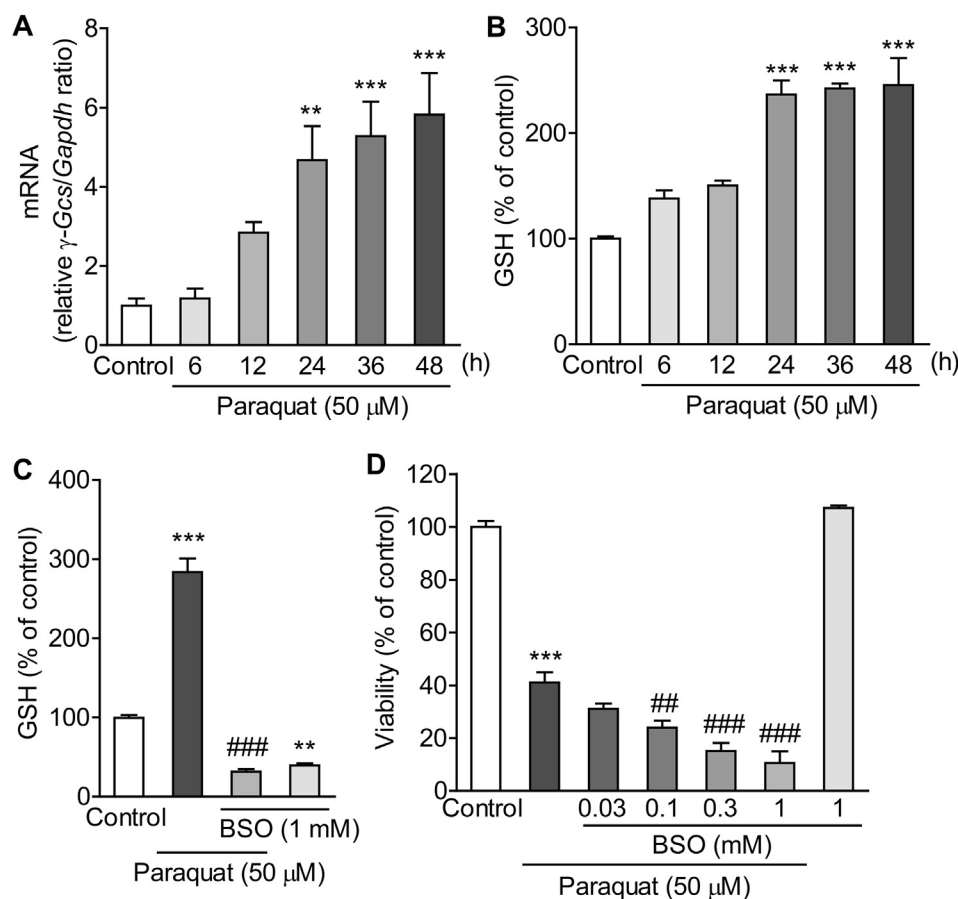 A
mRNA
(relative γ-Gcs/Gapdh ratio)
8
6
4
2
0
** *** ***
Control 6 12 24 36 48 (h)
Paraquat (50 μM)
B
GSH (% of control)
300
200
100
0
*** *** ***
Control 6 12 24 36 48 (h)
Paraquat (50 μM)
C
GSH (% of control)
400
300
200
100
0
*** ### **
Control
BSO (1 mM)
Paraquat (50 μM)
D
Viability (% of control)
120
100
80
60
40
20
0
*** ## ### ###
Control 0.03 0.1 0.3 1 1
BSO (mM)
Paraquat (50 μM)